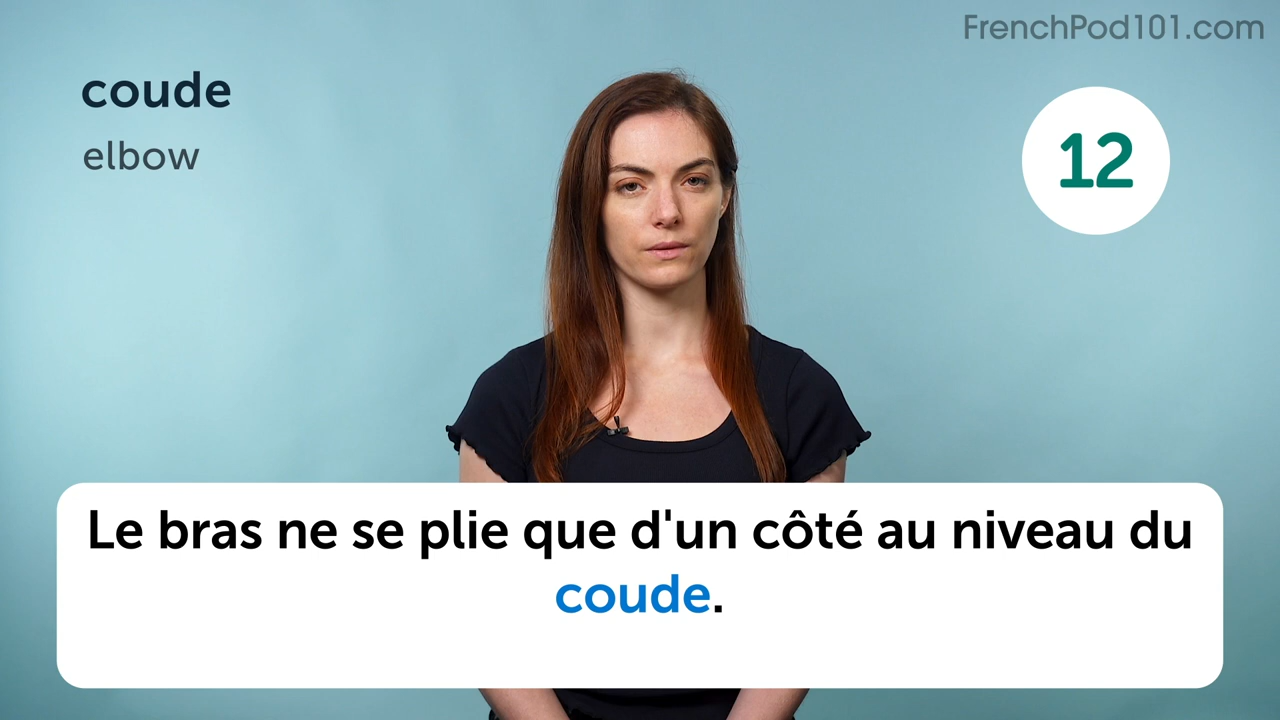 FrenchPod101.com
coude
elbow
12
Le bras ne se plie que d'un côté au niveau du
coude.